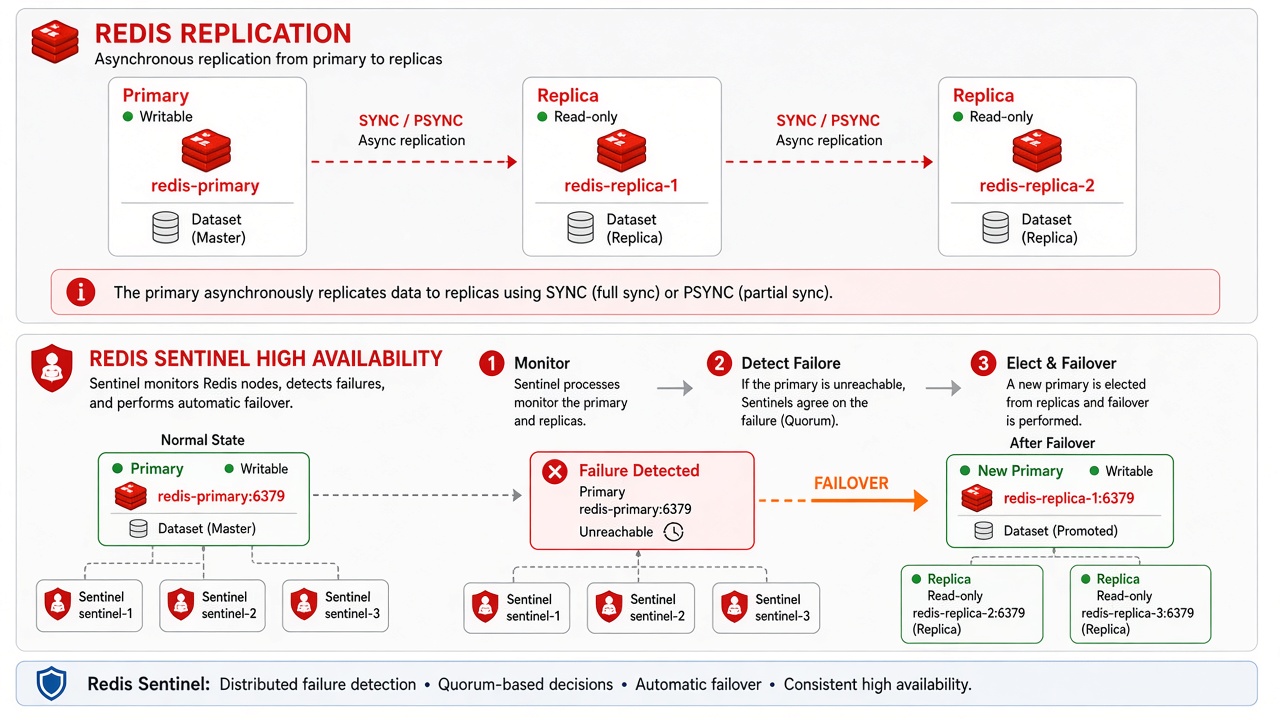 REDIS REPLICATION
Asynchronous replication from primary to replicas
Primary
Writable
redis-primary
Dataset
(Master)
SYNC / PSYNC
Async replication
Replica
Read-only
redis-replica-1
Dataset
(Replica)
SYNC / PSYNC
Async replication
Replica
Read-only
redis-replica-2
Dataset
(Replica)
i
The primary asynchronously replicates data to replicas using SYNC (full sync) or PSYNC (partial sync).
REDIS SENTINEL HIGH AVAILABILITY
Sentinel monitors Redis nodes, detects failures,
and performs automatic failover.
1 Monitor
Sentinel processes
monitor the primary
and replicas.
2 Detect Failore
If the primary is unreachable,
Sentinels agree on the
failure (Quorum).
3 Elect & Failover
A new primary is elected
from replicas and failover
is performed.
Normal State
Primary
Writable
redis-primary:6379
Dataset (Master)
Sentinel
sentinel-1
Sentinel
sentinel-2
Sentinel
sentinel-3
Failure Detected
Primary
redis-primary:6379
Unreachable
Sentinel
sentinel-1
Sentinel
sentinel-2
Sentinel
sentinel-3
FAILOVER
After Failover
New Primary
Writable
redis-replica-1:6379
Dataset (Promoted)
Replica
Read-only
redis-replica-2:6379
(Replica)
Replica
Read-only
redis-replica-3:6379
(Replica)
Redis Sentinel: Distributed failure detection • Quorum-based decisions • Automatic failover • Consistent high availability.